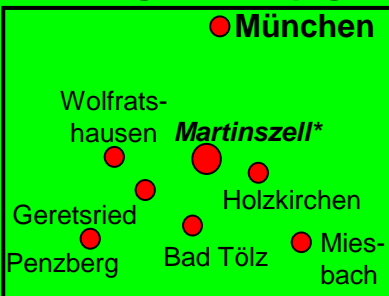 München
Wolfrats-
hausen
Martinszell*
Holzkirchen
Geretsried
Bad Tölz
Mies-
bach
Penzberg